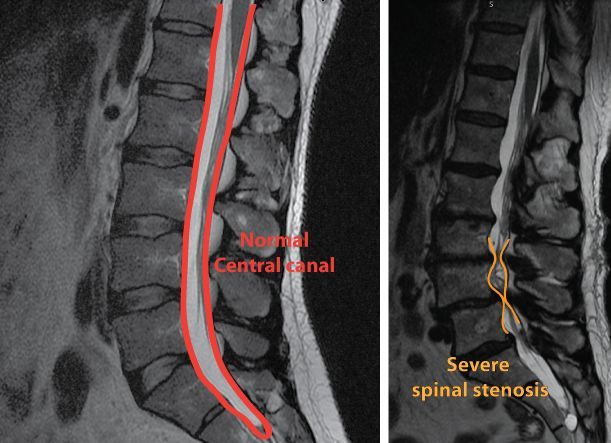 S
Normal
Central canal
Severe
spinal stenosis